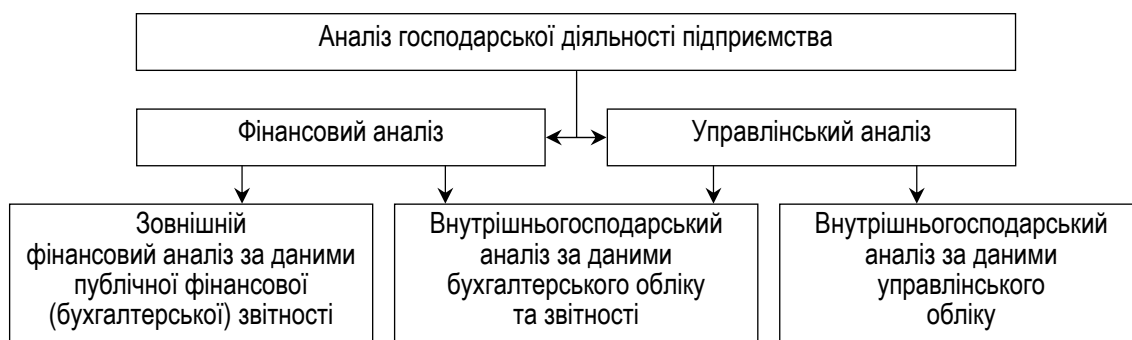 Аналіз господарської діяльності підприємства
Фінансовий аналіз
Управлінський аналіз
Зовнішній
фінансовий аналіз за даними
публічної фінансової
(бухгалтерської) звітності
Внутрішньогосподарський
аналіз за даними
бухгалтерського обліку
та звітності
Внутрішньогосподарський
аналіз за даними
управлінського
обліку